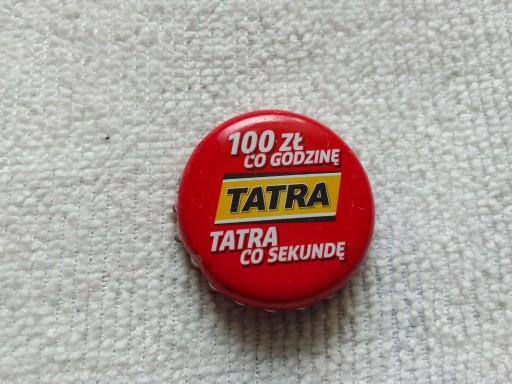 100 ZŁ
CO GODZINĘ
TATRA
TATRA
CO SEKUNDĘ